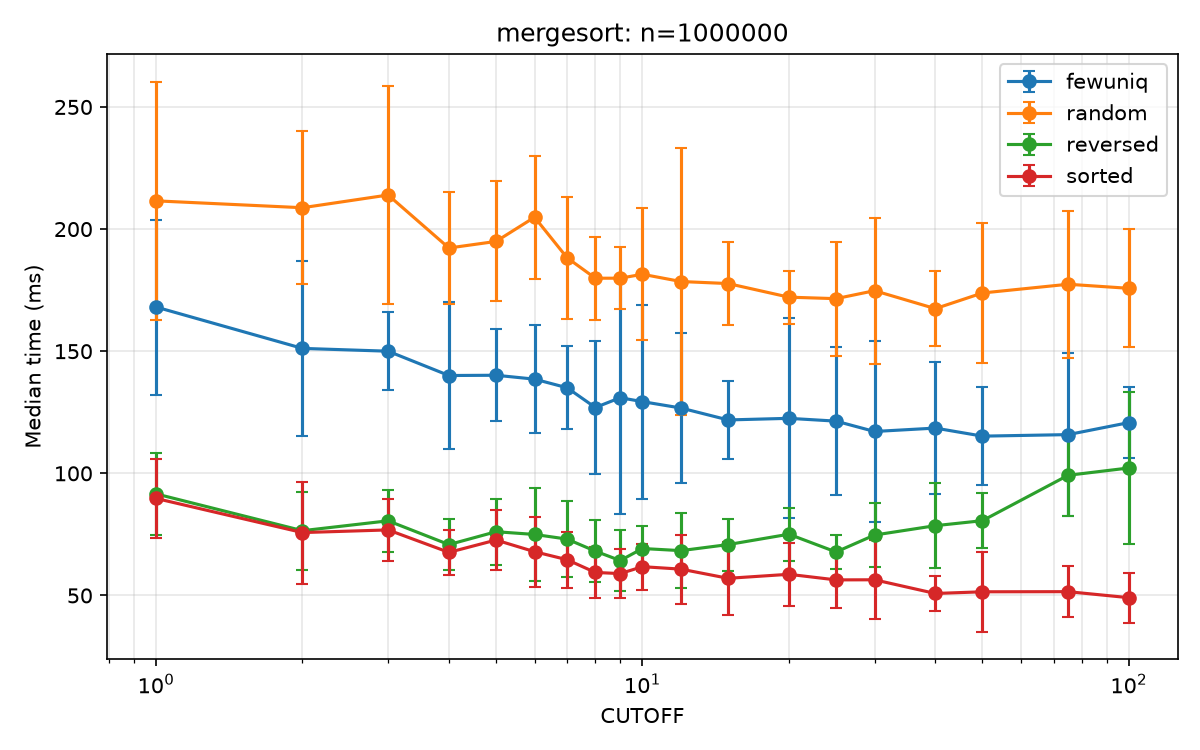 mergesort: n=1000000
fewuniq
random
reversed
sorted
Median time (ms)
250
200
150
100
50
10⁰
10¹
10²
CUTOFF